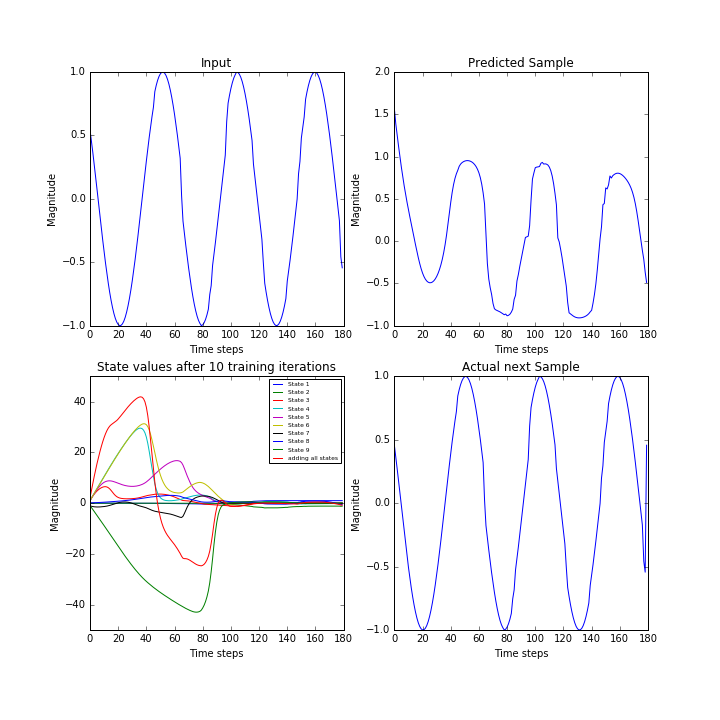 Input
1.0
0.5
0.0
−0.5
−1.0
Magnitude
0 20 40 60 80 100 120 140 160 180
Time steps
Predicted Sample
2.0
1.5
1.0
0.5
0.0
−0.5
−1.0
Magnitude
0 20 40 60 80 100 120 140 160 180
Time steps
State values after 10 training iterations
40
20
0
−20
−40
Magnitude
State 1
State 2
State 3
State 4
State 5
State 6
State 7
State 8
State 9
adding all states
0 20 40 60 80 100 120 140 160 180
Time steps
Actual next Sample
1.0
0.5
0.0
−0.5
−1.0
Magnitude
0 20 40 60 80 100 120 140 160 180
Time steps